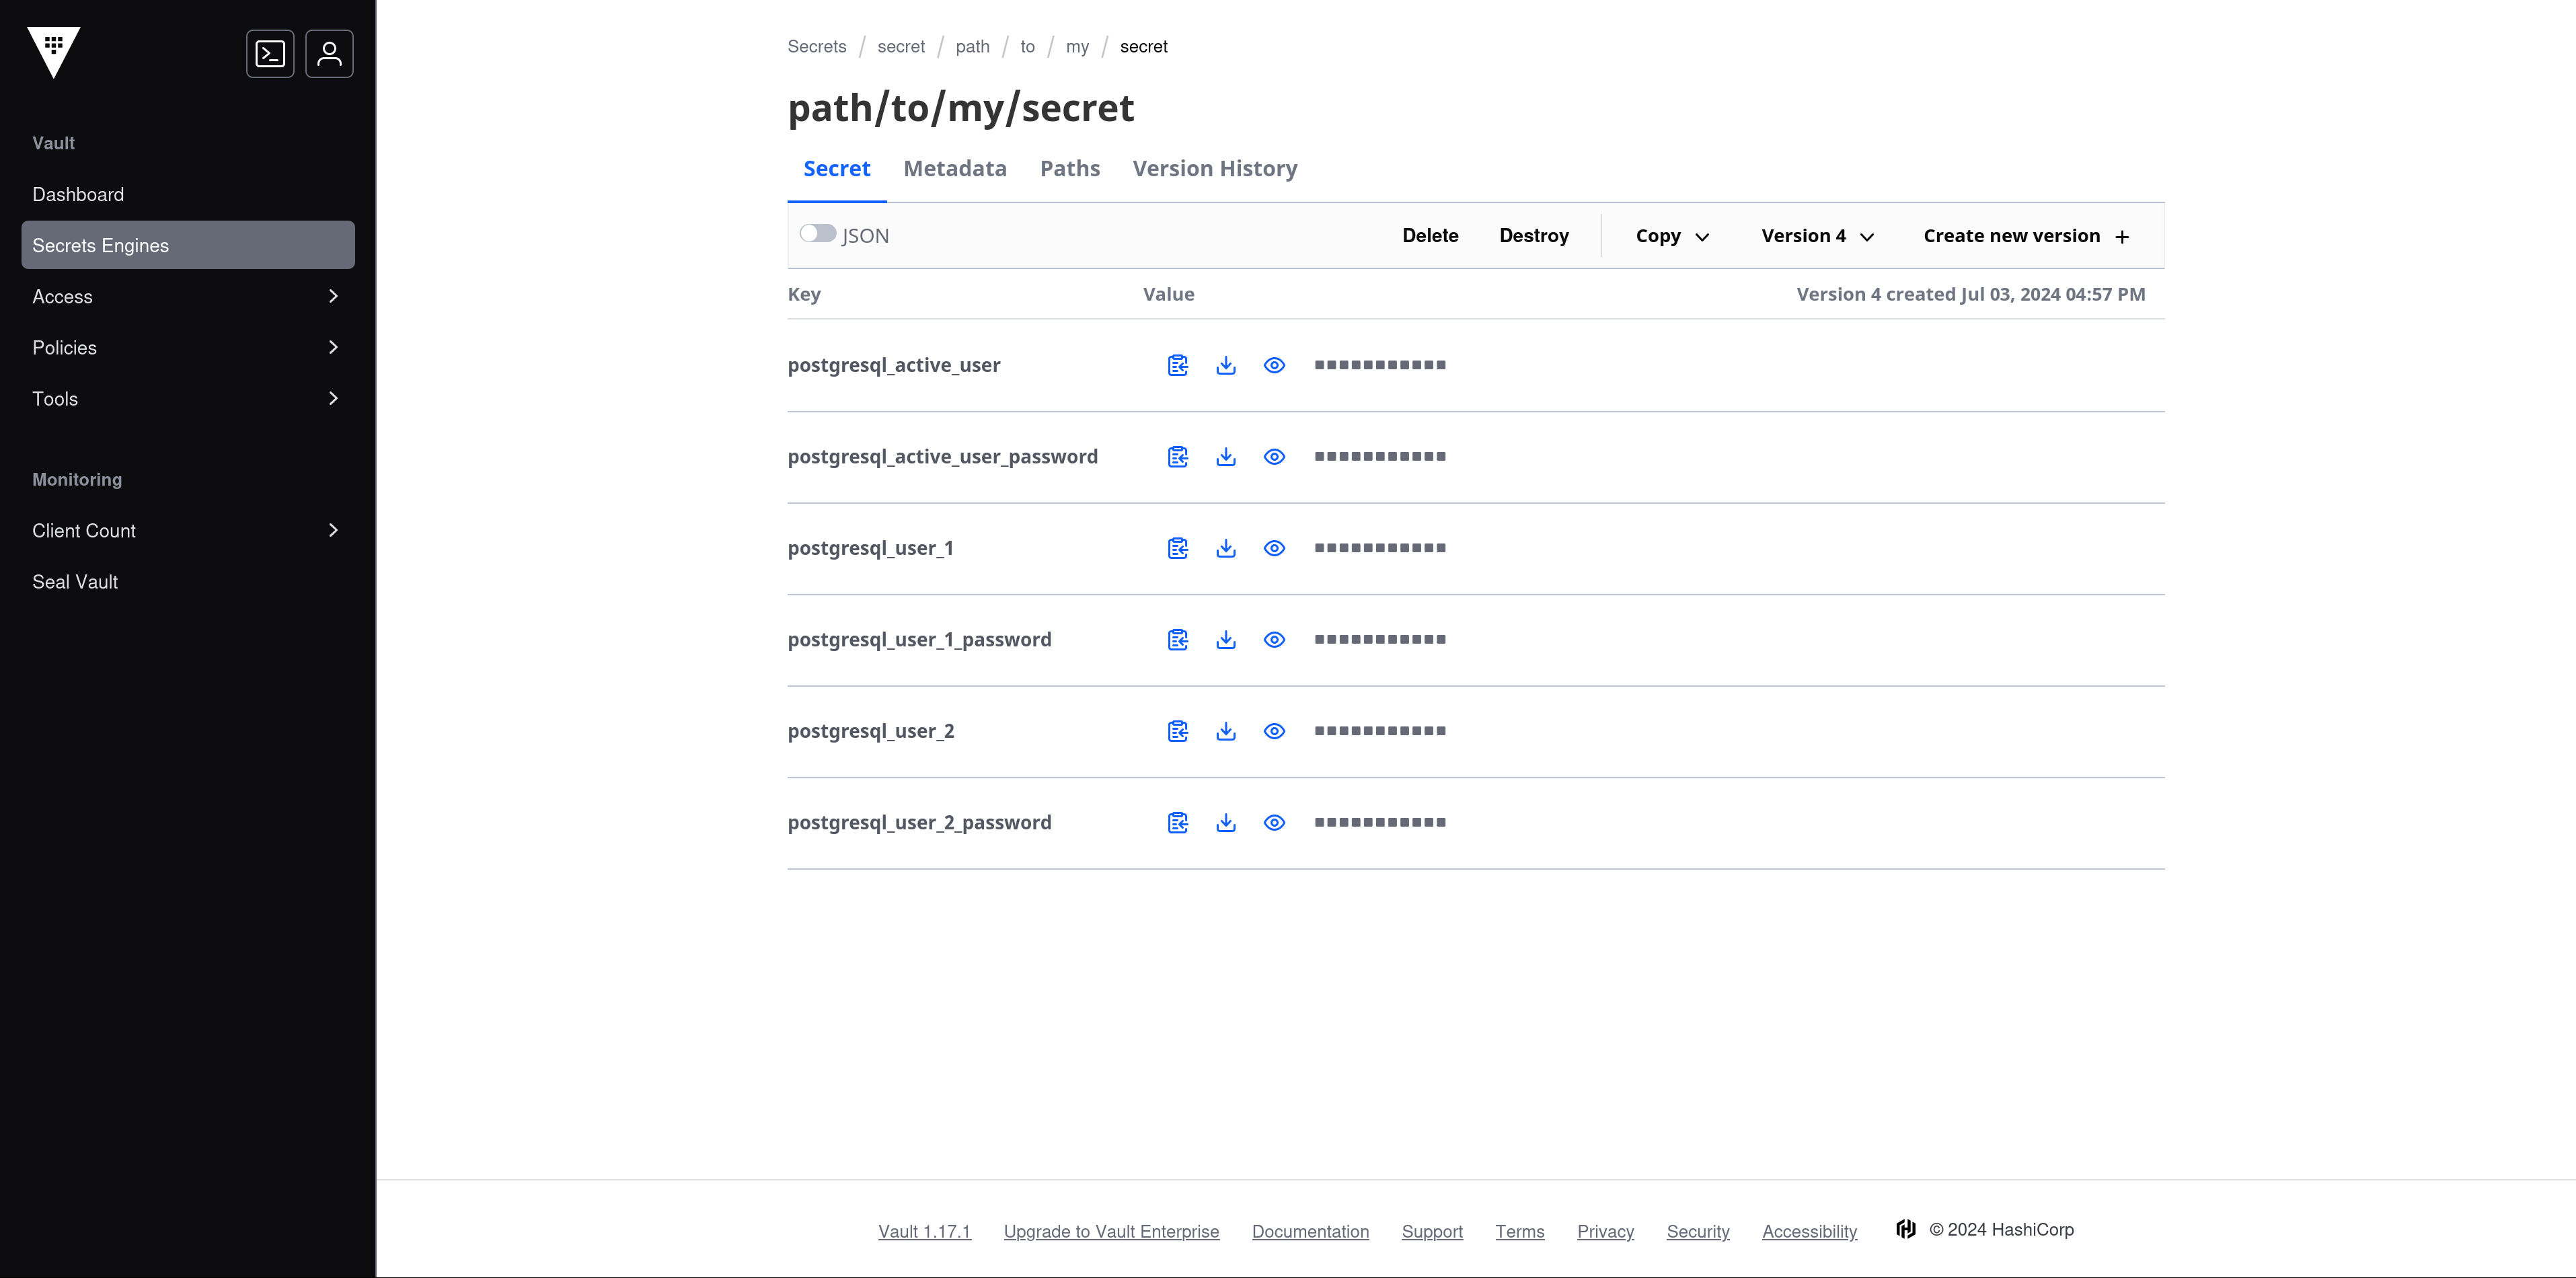 Vault
Dashboard
Secrets Engines
Access
Policies
Tools
Monitoring
Client Count
Seal Vault
Secrets / secret / path / to / my / secret
path/to/my/secret
Secret Metadata Paths Version History
JSON Delete Destroy Copy Version 4 Create new version +
Key Value Version 4 created Jul 03, 2024 04:57 PM
postgresql_active_user
postgresql_active_user_password
postgresql_user_1
postgresql_user_1_password
postgresql_user_2
postgresql_user_2_password
Vault 1.17.1 Upgrade to Vault Enterprise Documentation Support Terms Privacy Security Accessibility © 2024 HashiCorp